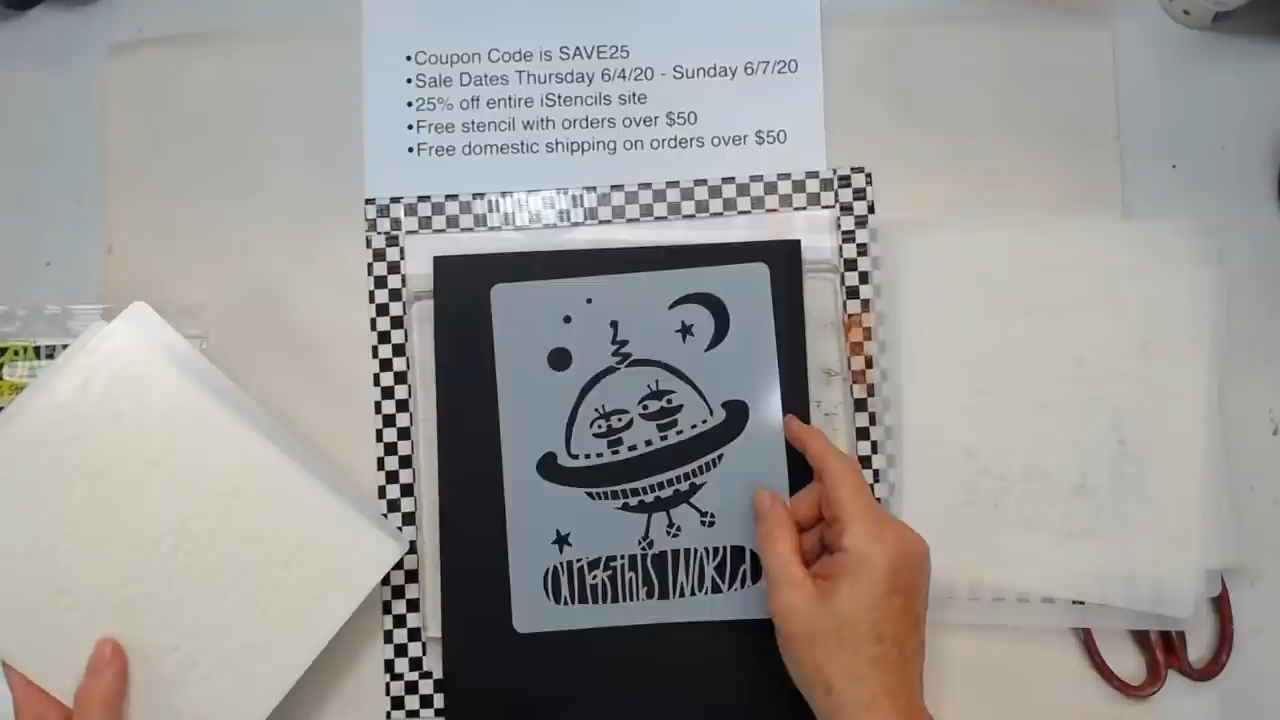 •Coupon Code is SAVE25
•Sale Dates Thursday 6/4/20 - Sunday 6/7/20
•25% off entire iStencils site
•Free stencil with orders over $50
•Free domestic shipping on orders over $50
OUT of thiS WORLd